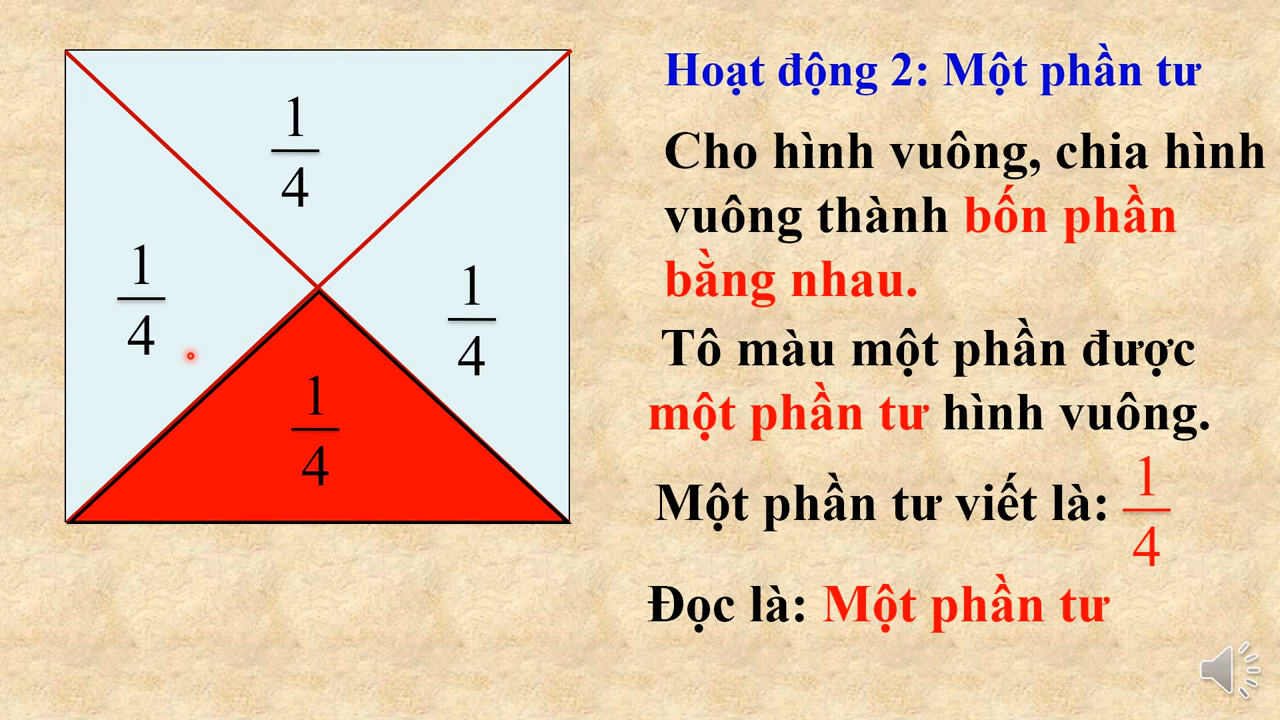 Hoạt động 2: Một phần tư
Cho hình vuông, chia hình
vuông thành bốn phần
bằng nhau.
Tô màu một phần được
một phần tư hình vuông.
Một phần tư viết là: 1/4
Đọc là: Một phần tư
1/4
1/4
1/4
1/4